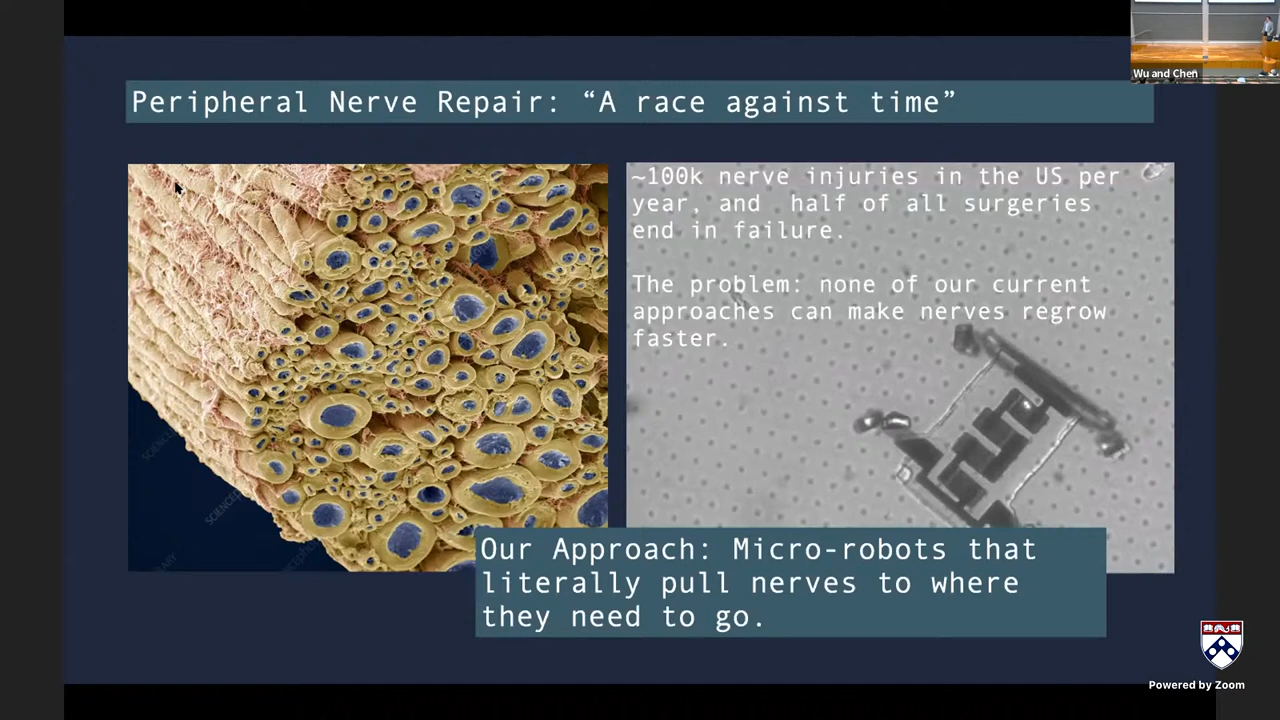 Wu and Chen
Peripheral Nerve Repair: “A race against time”
~100k nerve injuries in the US per
year, and half of all surgeries
end in failure.
The problem: none of our current
approaches can make nerves regrow
faster.
Our Approach: Micro-robots that
literally pull nerves to where
they need to go.
Powered by Zoom